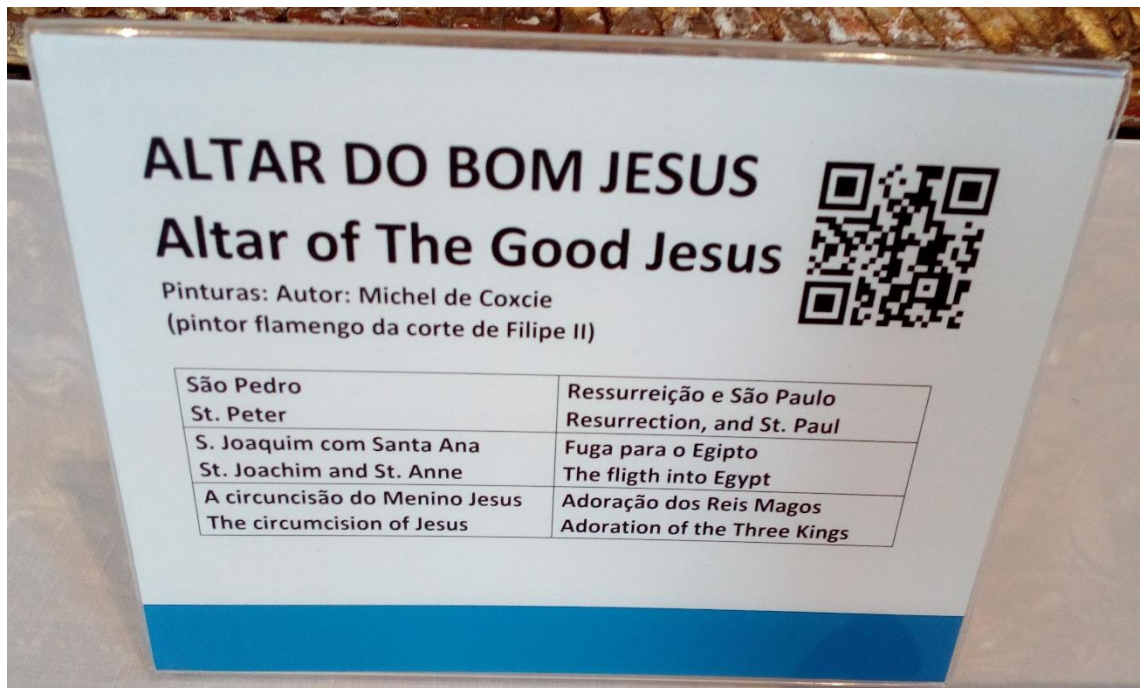 ALTAR DO BOM JESUS
Altar of The Good Jesus
Pinturas: Autor: Michel de Coxcie
(pintor flamengo da corte de Filipe II)
São Pedro
St. Peter
Ressurreição e São Paulo
Resurrection, and St. Paul
S. Joaquim com Santa Ana
St. Joachim and St. Anne
Fuga para o Egipto
The fligth into Egypt
A circuncisão do Menino Jesus
The circumcision of Jesus
Adoração dos Reis Magos
Adoration of the Three Kings